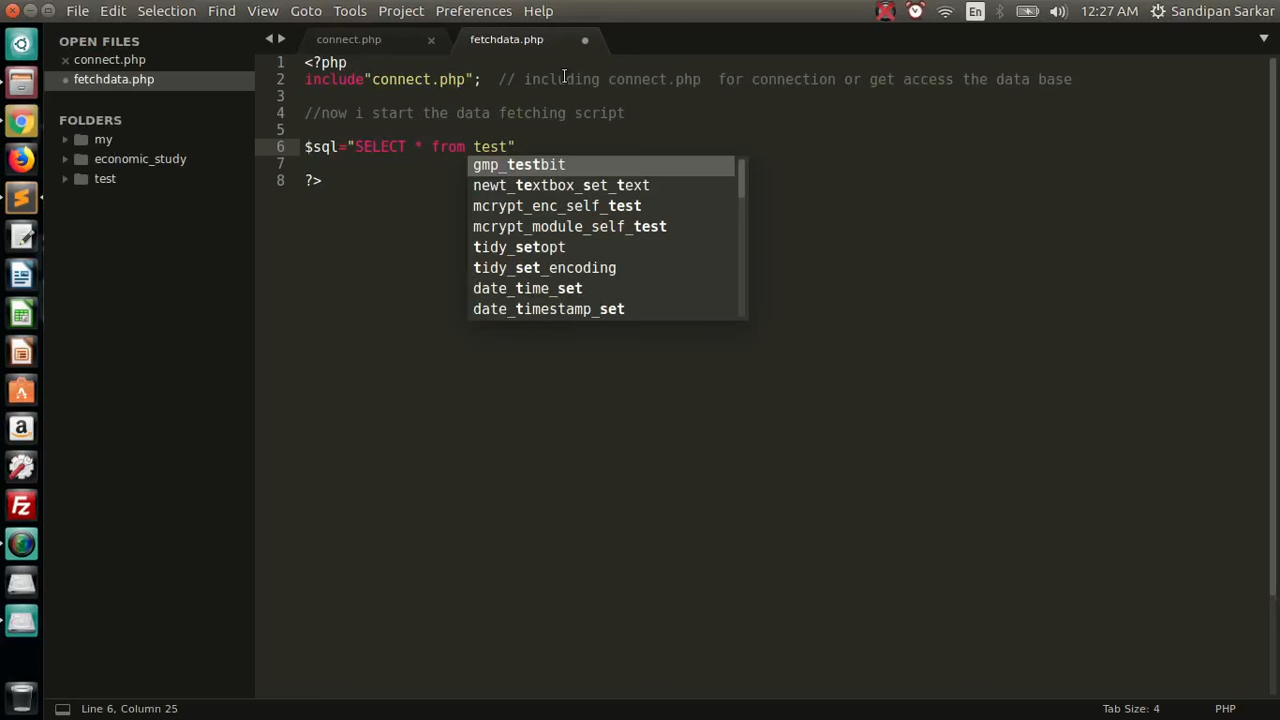 File Edit Selection Find View Goto Tools Project Preferences Help En 12:27 AM Sandipan Sarkar
OPEN FILES
connect.php
fetchdata.php
FOLDERS
my
economic_study
test
connect.php × fetchdata.php
1 <?php
2 include"connect.php"; // including connect.php for connection or get access the data base
3
4 //now i start the data fetching script
5
6 $sql="SELECT * from test"
7
8 ?>
gmp_testbit
newt_textbox_set_text
mcrypt_enc_self_test
mcrypt_module_self_test
tidy_setopt
tidy_set_encoding
date_time_set
date_timestamp_set
Line 6, Column 25 Tab Size: 4 PHP